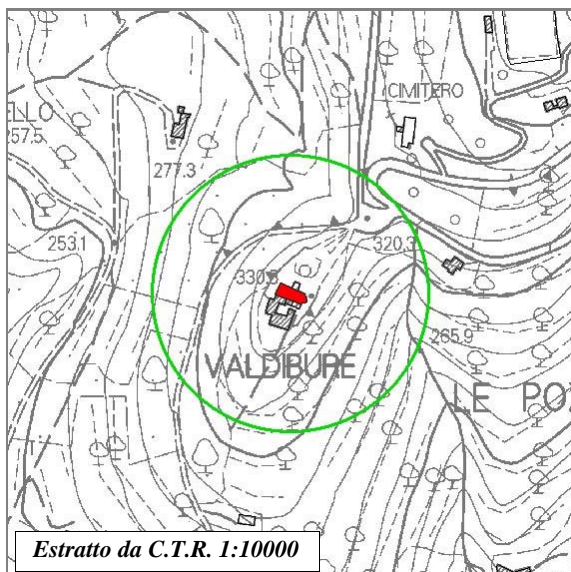 CIMITERO
ELLO
257.5
277.3
253.1
320.3
330.5
265.9
VALDIBURE
LE PO
Estratto da C.T.R. 1:10000